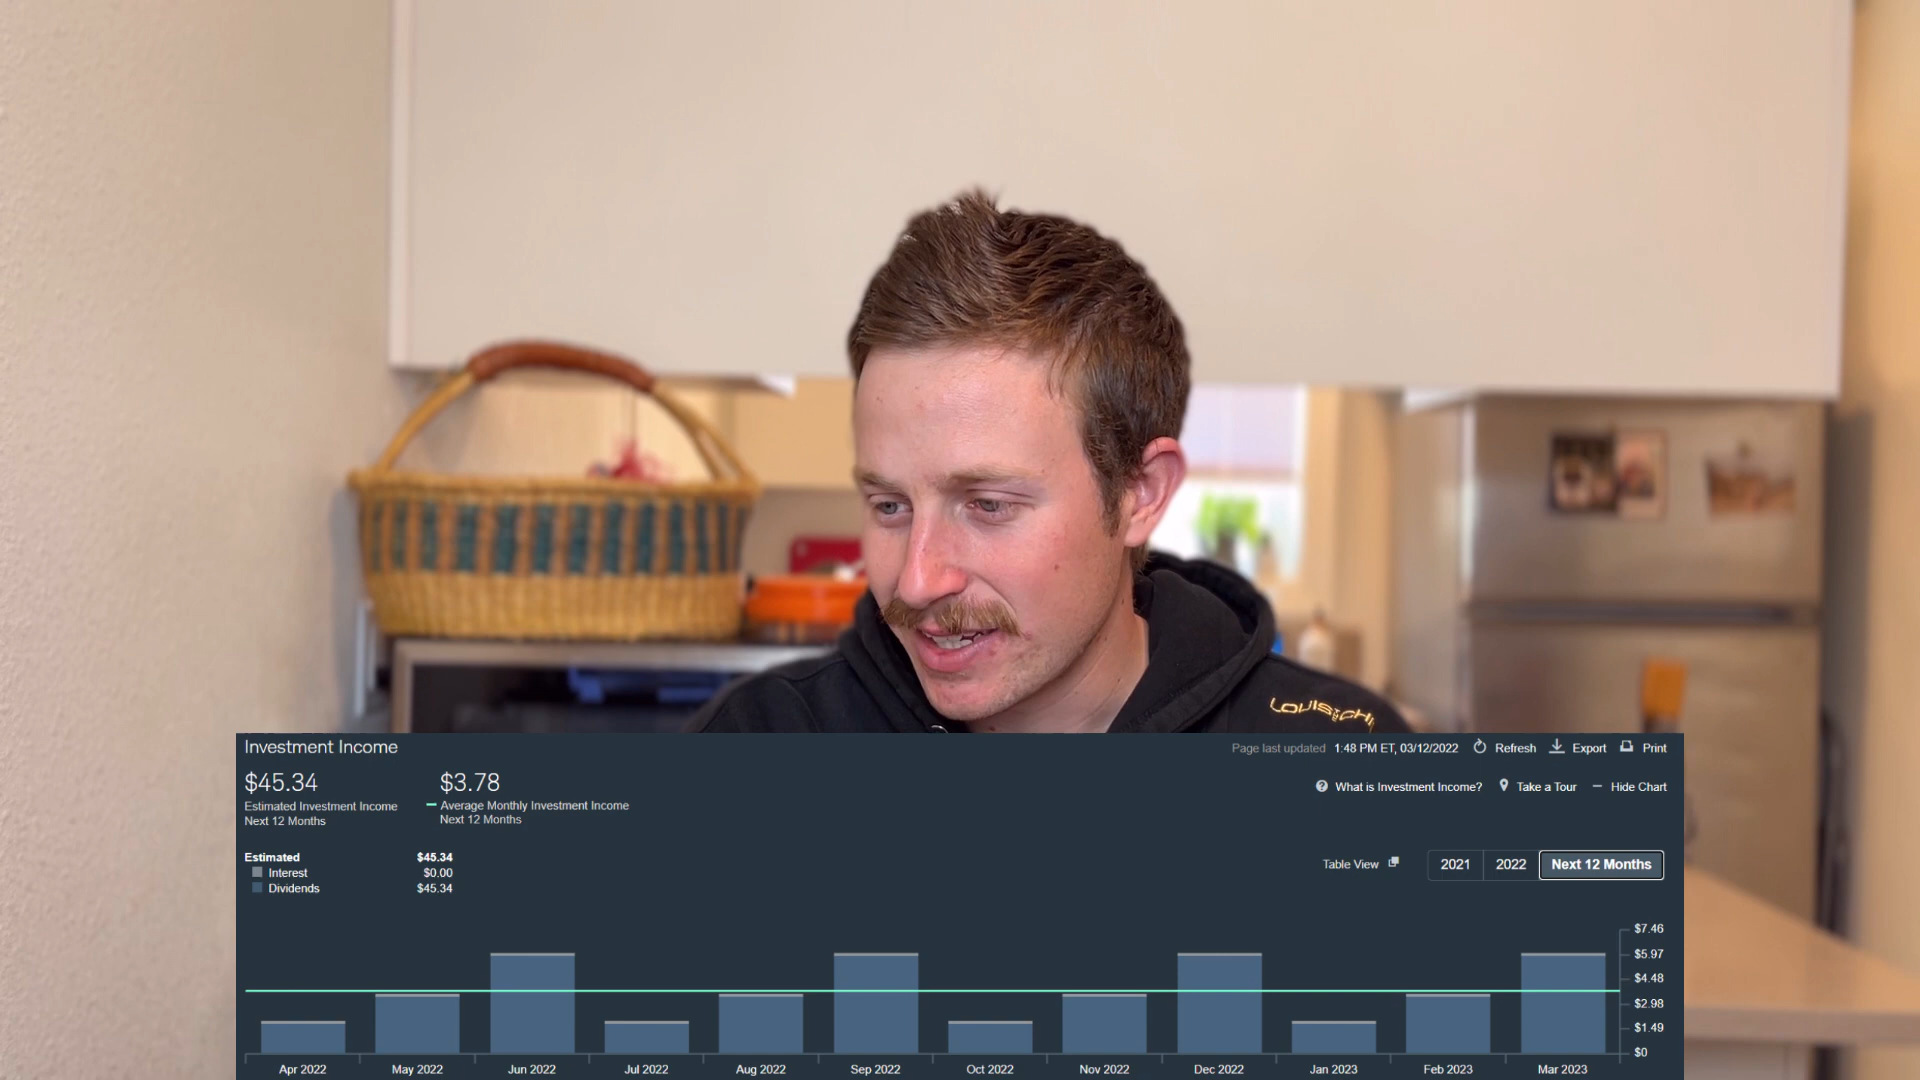 LOUIS:CHI
Investment Income
Page last updated 1:48 PM ET, 03/12/2022 Refresh Export Print
$45.34 $3.78
What is Investment Income? Take a Tour Hide Chart
Estimated Investment Income
Next 12 Months
Average Monthly Investment Income
Next 12 Months
Estimated $45.34
Interest $0.00
Dividends $45.34
Table View 2021 2022 Next 12 Months
$7.46
$5.97
$4.48
$2.98
$1.49
$0
Apr 2022 May 2022 Jun 2022 Jul 2022 Aug 2022 Sep 2022 Oct 2022 Nov 2022 Dec 2022 Jan 2023 Feb 2023 Mar 2023